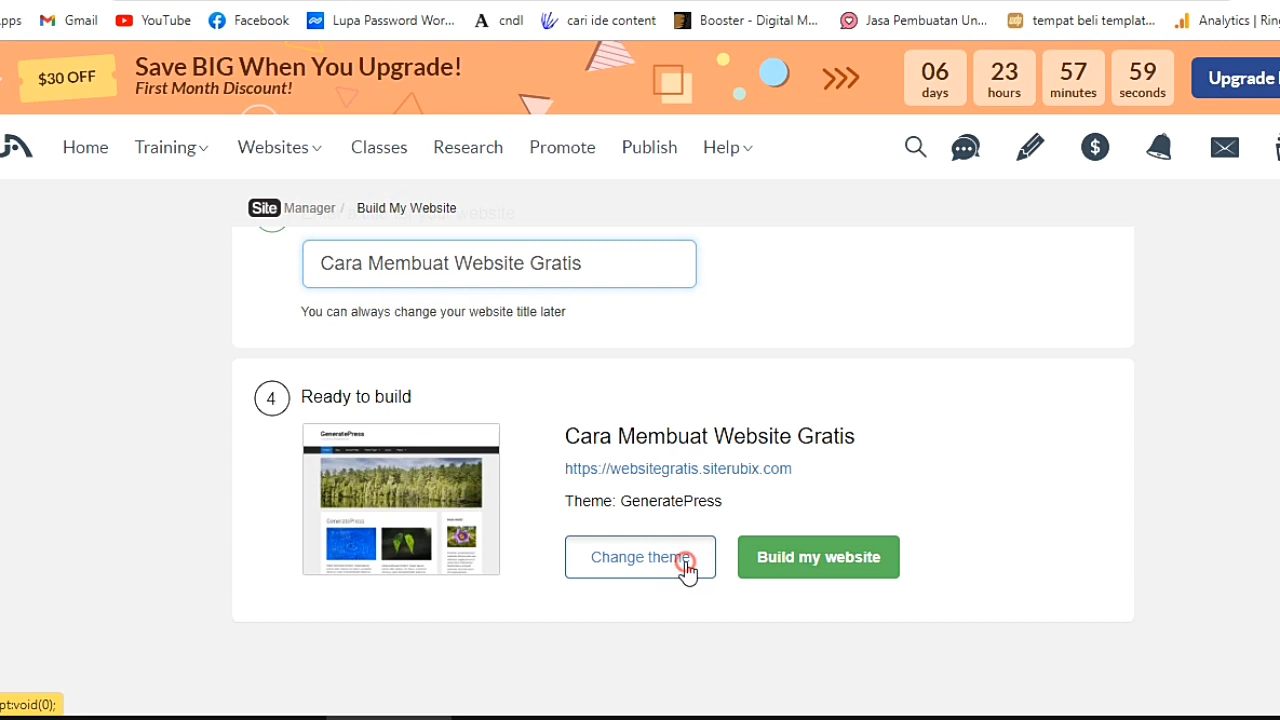 pps Gmail YouTube Facebook Lupa Password Wor... cndl cari ide content Booster - Digital M... Jasa Pembuatan Un... tempat beli templat... Analytics | Rin
$30 OFF
Save BIG When You Upgrade!
First Month Discount!
06 days 23 hours 57 minutes 59 seconds
Upgrade
Home Training Websites Classes Research Promote Publish Help
Site Manager / Build My Website
Cara Membuat Website Gratis
You can always change your website title later
4 Ready to build
GeneratePress
GeneratePress
Cara Membuat Website Gratis
https://websitegratis.siterubix.com
Theme: GeneratePress
Change theme
Build my website
pt:void(0);